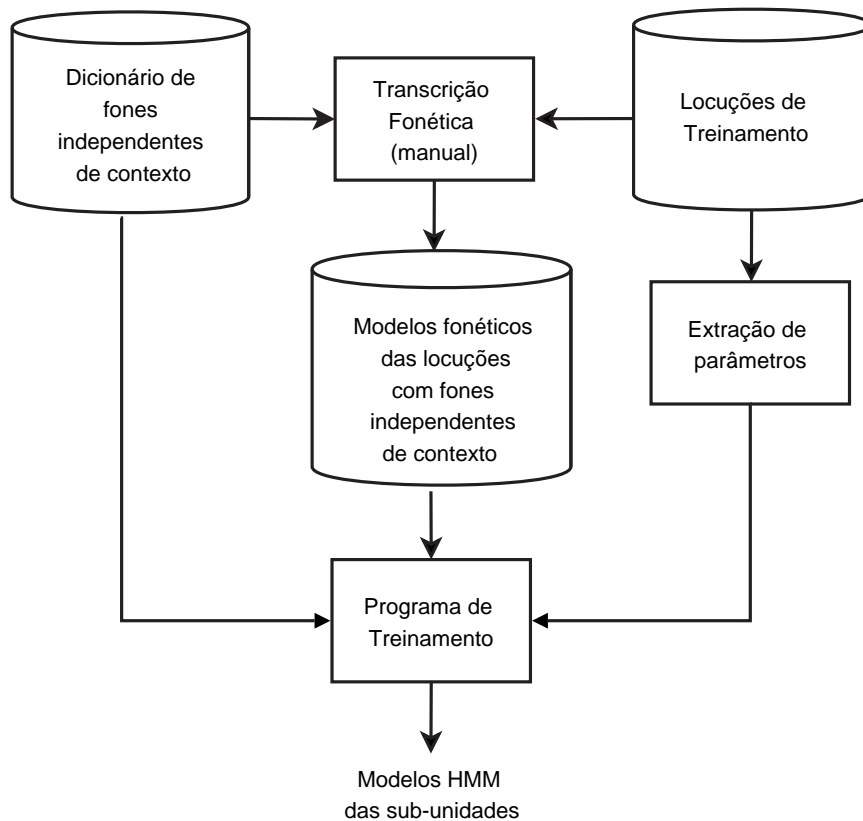 Dicionário de
fones
independentes
de contexto
Transcrição
Fonética
(manual)
Locuções de
Treinamento
Modelos fonéticos
das locuções
com fones
independentes
de contexto
Extração de
parâmetros
Programa de
Treinamento
Modelos HMM
das sub-unidades